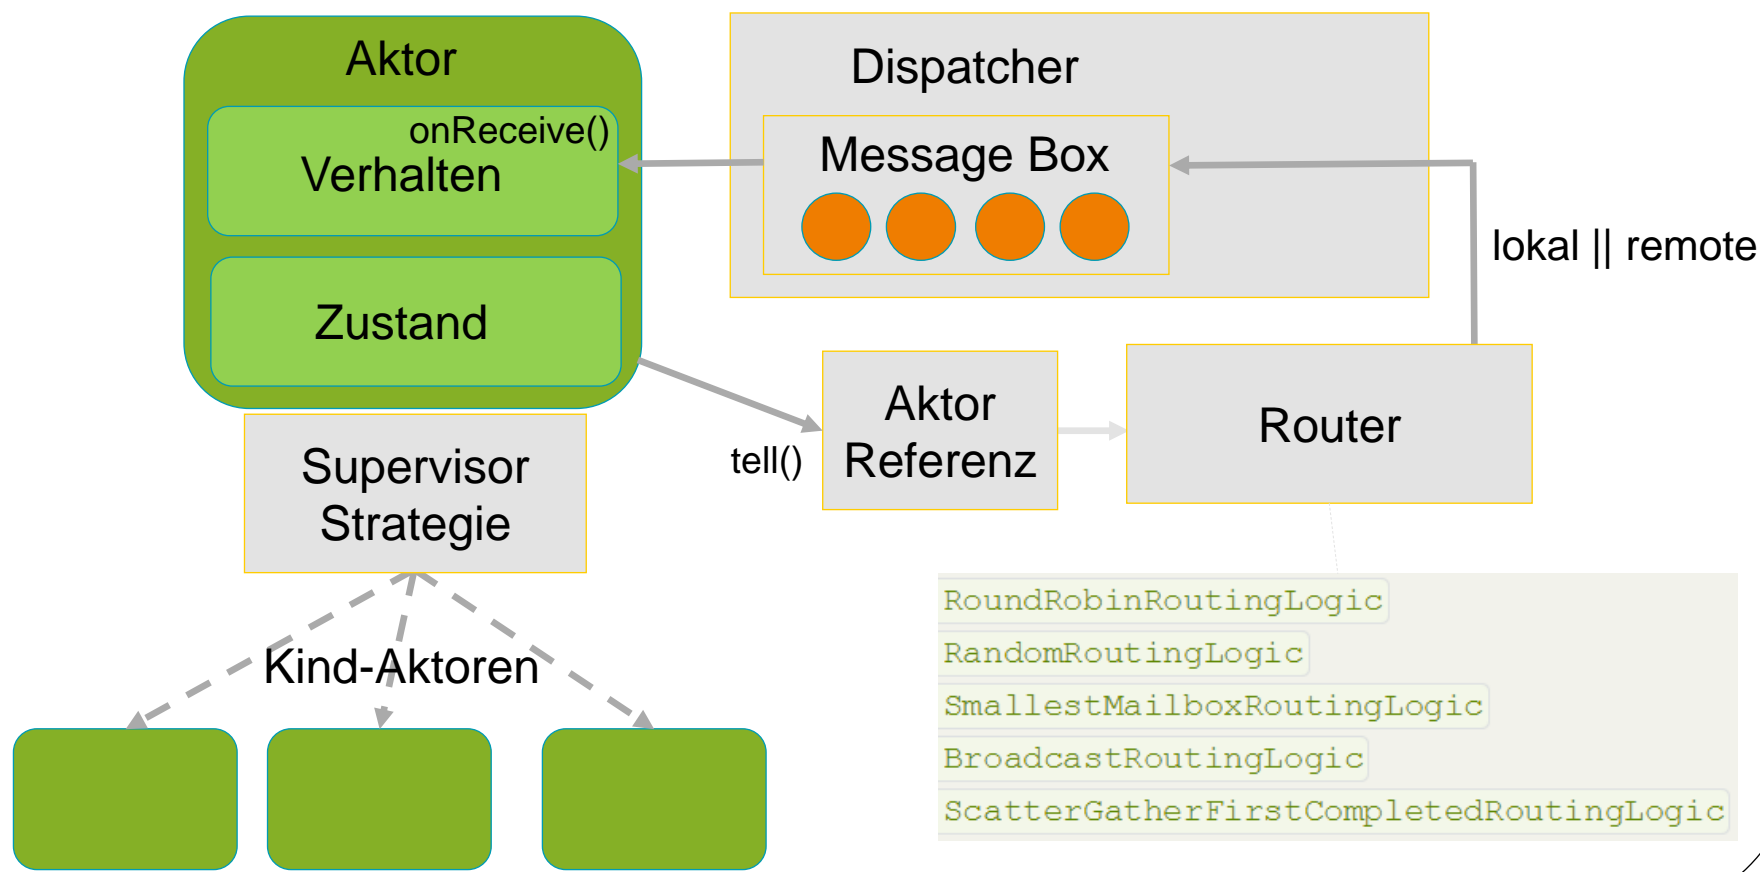 Aktor
onReceive()
Verhalten
Zustand
Dispatcher
Message Box
lokal || remote
tell()
Aktor
Referenz
Router
Supervisor
Strategie
Kind-Aktoren
RoundRobinRoutingLogic
RandomRoutingLogic
SmallestMailboxRoutingLogic
BroadcastRoutingLogic
ScatterGatherFirstCompletedRoutingLogic